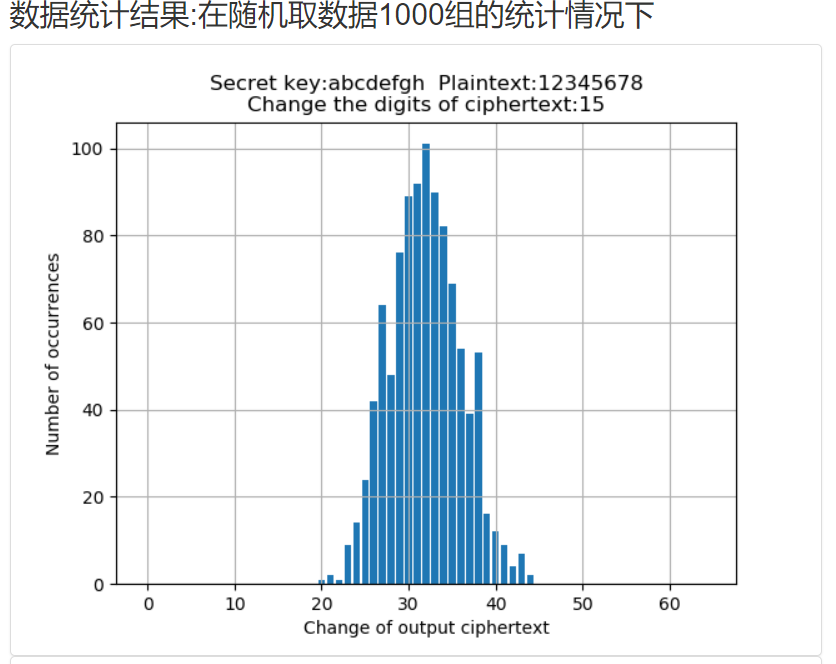 数据统计结果:在随机取数据1000组的统计情况下
Secret key:abcdefgh  Plaintext:12345678
Change the digits of ciphertext:15
100
80
60
40
20
0
Number of occurrences
0 10 20 30 40 50 60
Change of output ciphertext